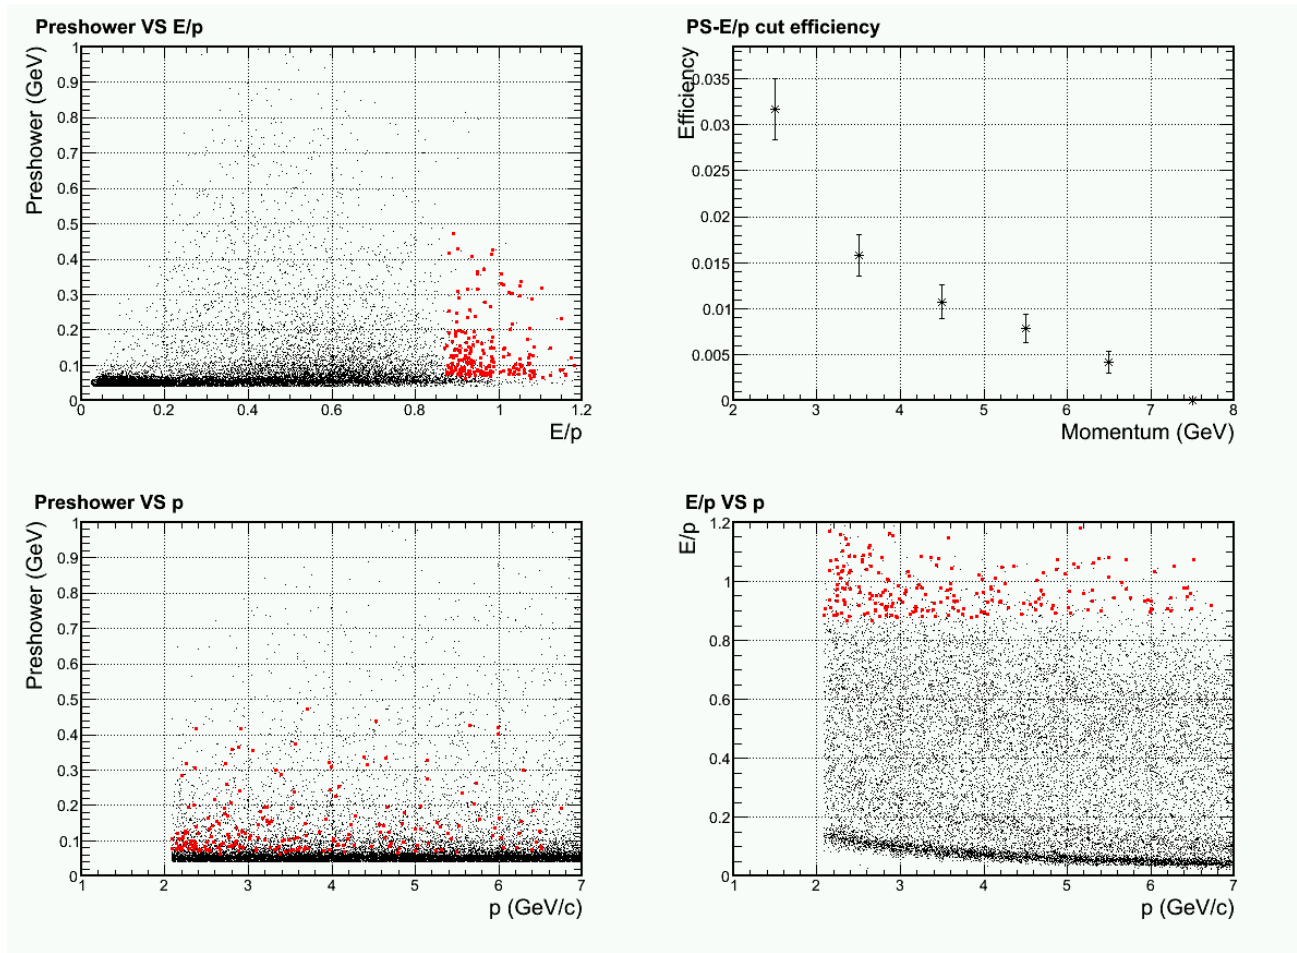 Preshower VS E/p
Preshower (GeV)
1
0.9
0.8
0.7
0.6
0.5
0.4
0.3
0.2
0.1
0
0 0.2 0.4 0.6 0.8 1 1.2
E/p
PS-E/p cut efficiency
Efficiency
0.035
0.03
0.025
0.02
0.015
0.01
0.005
0
2 3 4 5 6 7 8
Momentum (GeV)
Preshower VS p
Preshower (GeV)
1
0.9
0.8
0.7
0.6
0.5
0.4
0.3
0.2
0.1
0
1 2 3 4 5 6 7
p (GeV/c)
E/p VS p
E/p
1.2
1
0.8
0.6
0.4
0.2
0
1 2 3 4 5 6 7
p (GeV/c)